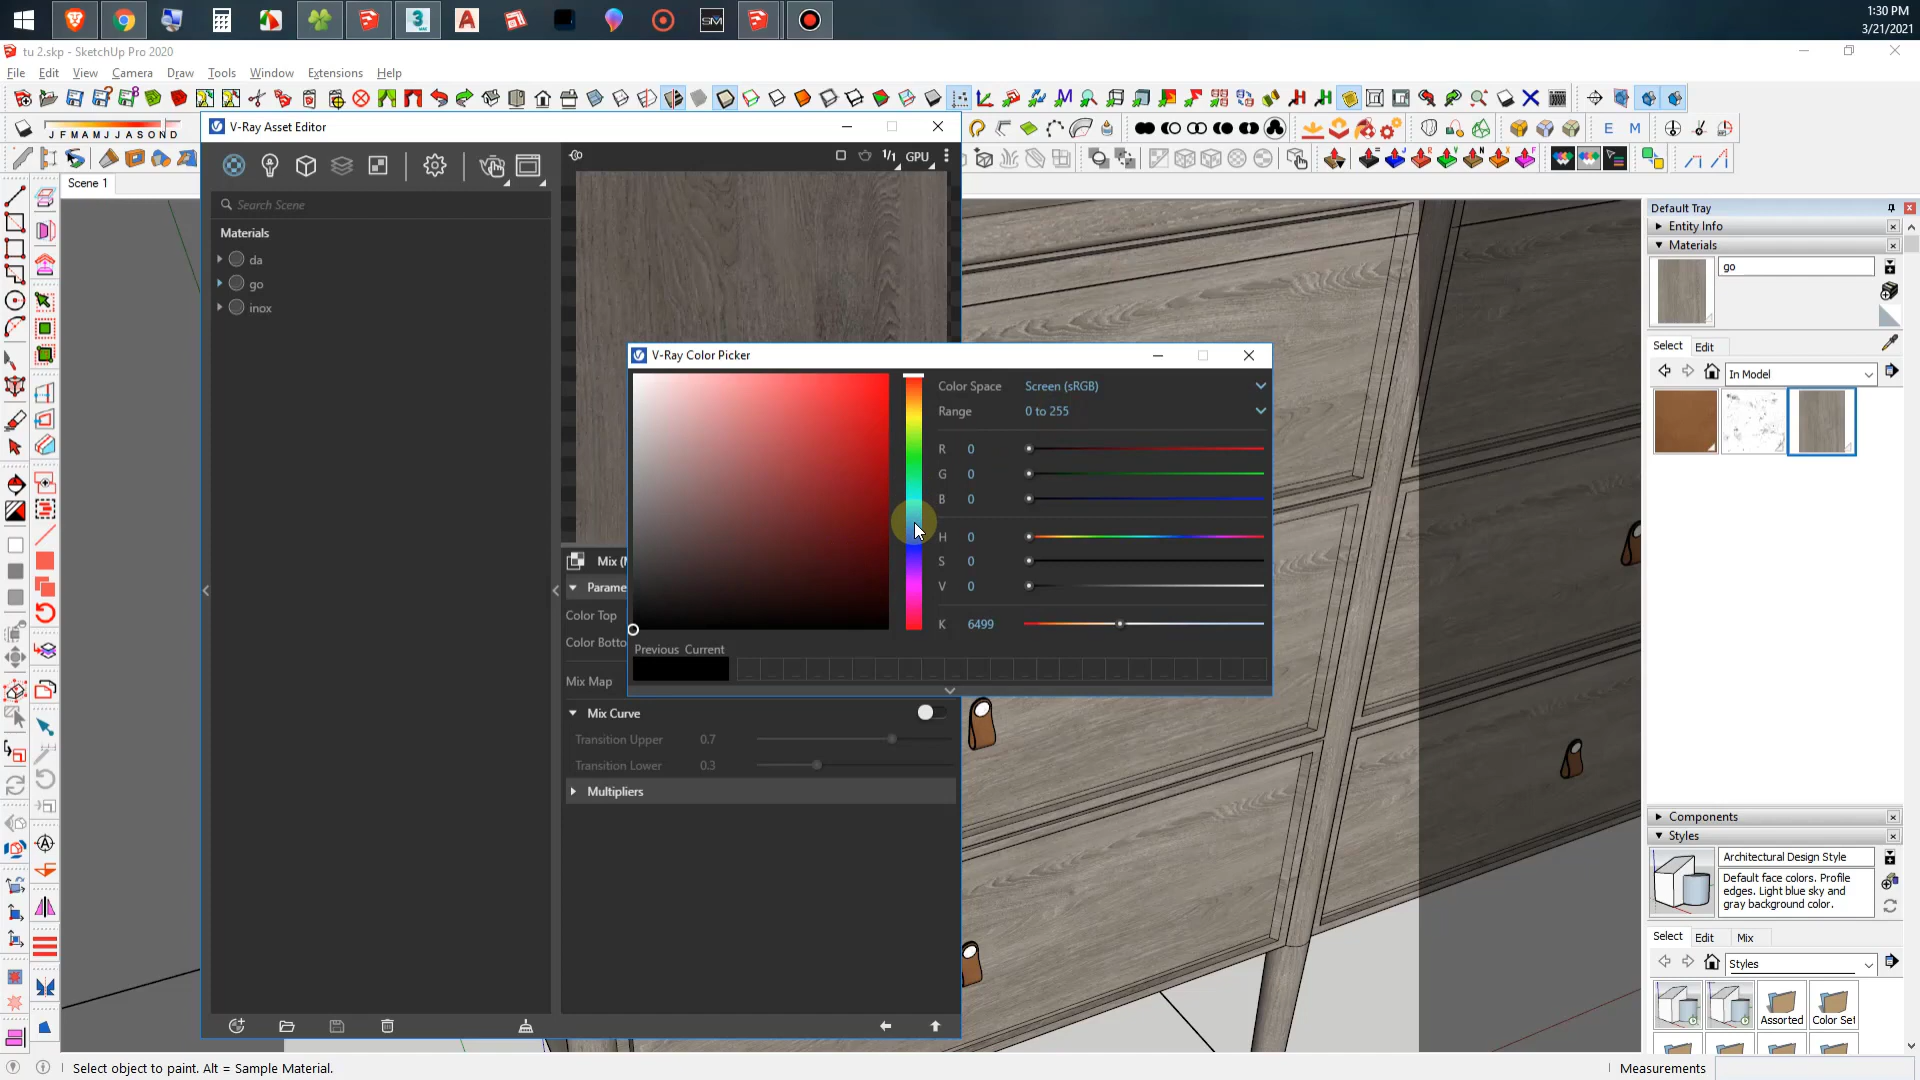 1:30 PM
3/21/2021
tu 2.skp - SketchUp Pro 2020
File Edit View Camera Draw Tools Window Extensions Help
J F M A M J J A S O N D
V-Ray Asset Editor
E M
Scene 1
1/1 GPU
Search Scene
Materials
da
go
inox
V-Ray Color Picker
Color Space Screen (sRGB)
Range 0 to 255
R 0
G 0
B 0
H 0
S 0
V 0
K 6499
Previous Current
Mix (
Parame
Color Top
Color Botto
Mix Map
Mix Curve
Transition Upper 0.7
Transition Lower 0.3
Multipliers
Default Tray
Entity Info
Materials
go
Select Edit
In Model
Components
Styles
Architectural Design Style
Default face colors. Profile
edges. Light blue sky and
gray background color.
Select Edit Mix
Styles
Assorted Color Set
Select object to paint. Alt = Sample Material.
Measurements